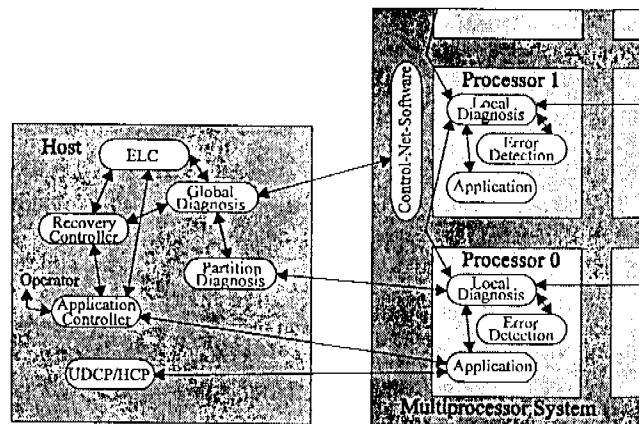 Host
ELC
Global
Diagnosis
Recovery
Controller
Partition
Diagnosis
Operator
Application
Controller
UDCP/HCP
Control-Net-Software
Processor 1
Local
Diagnosis
Error
Detection
Application
Processor 0
Local
Diagnosis
Error
Detection
Application
Multiprocessor System